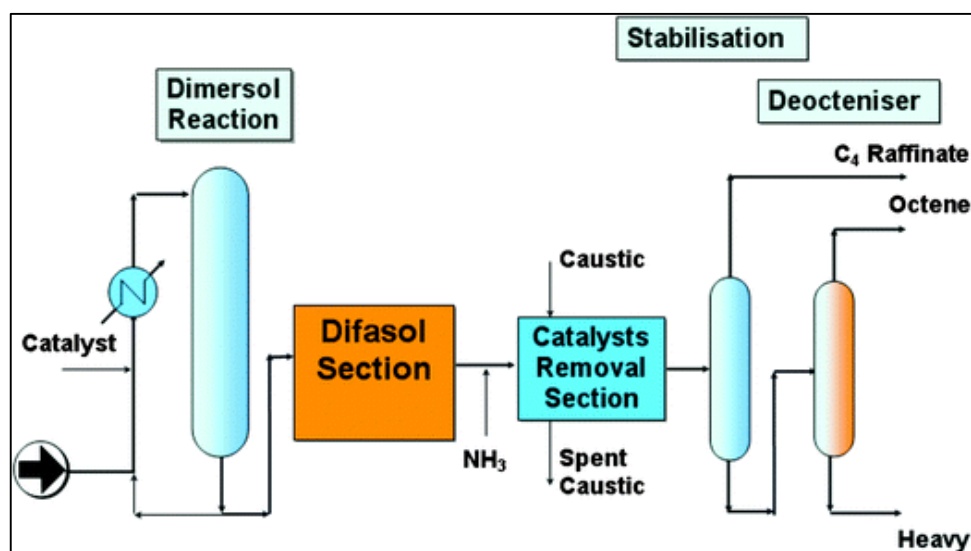 Stabilisation
Dimersol
Reaction
Deocteniser
C₄ Raffinate
Octene
Caustic
Catalyst
Difasol
Section
Catalysts
Removal
Section
NH₃
Spent
Caustic
Heavy